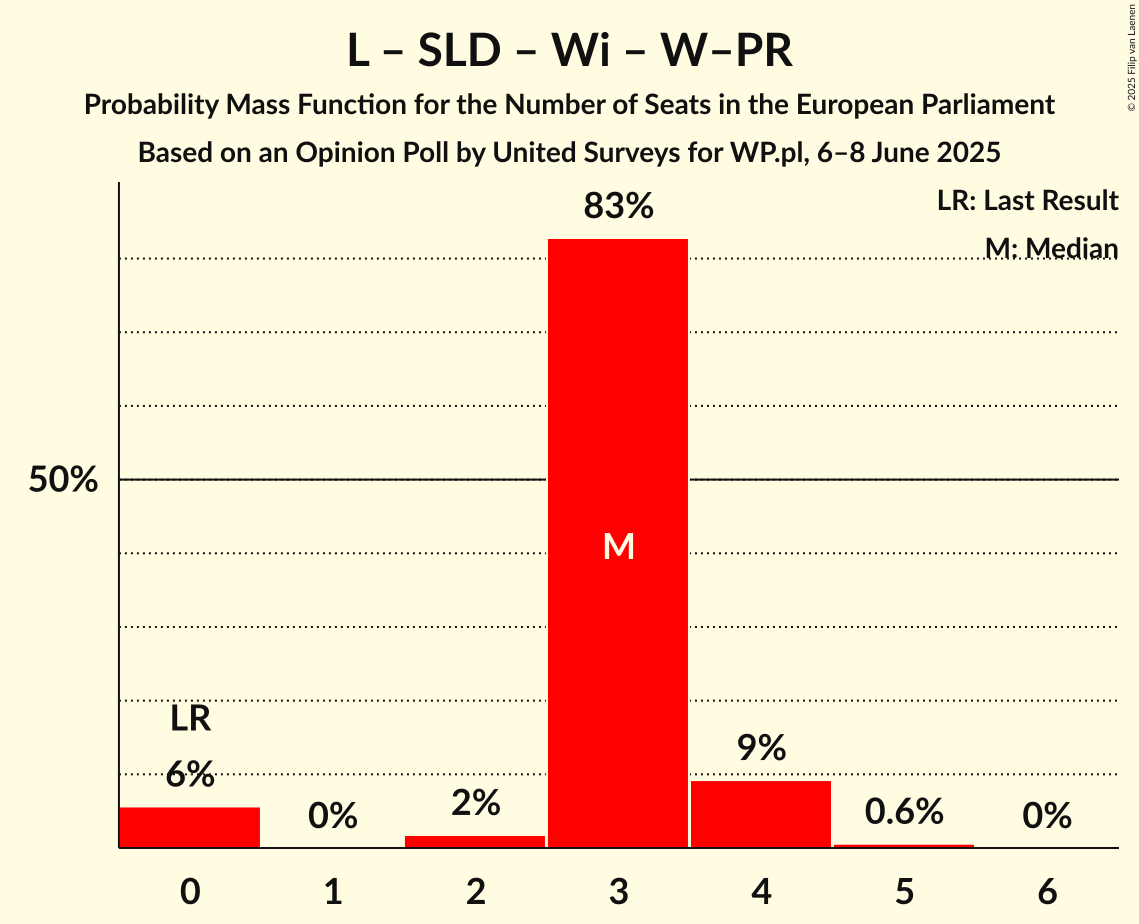 L – SLD – Wi – W–PR
Probability Mass Function for the Number of Seats in the European Parliament
Based on an Opinion Poll by United Surveys for WP.pl, 6–8 June 2025
© 2025 Filip van Laenen
LR: Last Result
M: Median
83%
50%
M
LR
6%
0%
2%
9%
0.6%
0%
0 1 2 3 4 5 6